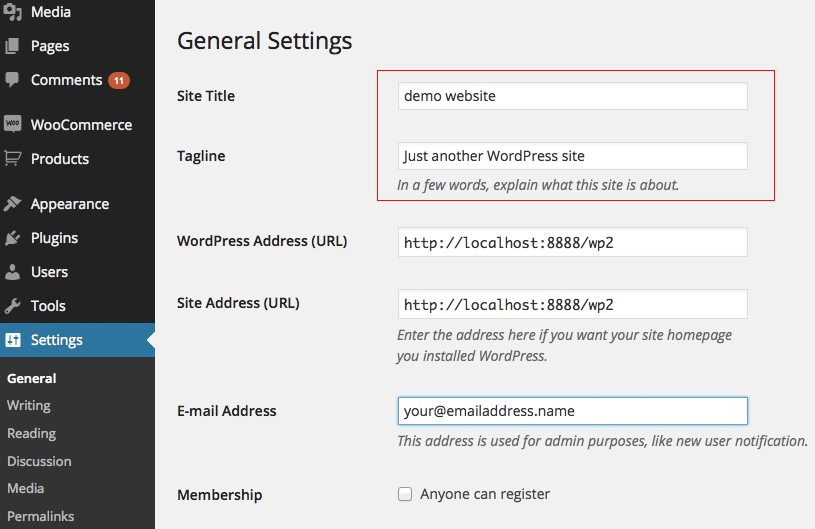 Media
Pages
Comments 11
WOO WooCommerce
Products
Appearance
Plugins
Users
Tools
Settings
General
Writing
Reading
Discussion
Media
Permalinks
General Settings
Site Title demo website
Tagline Just another WordPress site
In a few words, explain what this site is about.
WordPress Address (URL) http://localhost:8888/wp2
Site Address (URL) http://localhost:8888/wp2
Enter the address here if you want your site homepage
you installed WordPress.
E-mail Address your@emailaddress.name
This address is used for admin purposes, like new user notification.
Membership Anyone can register